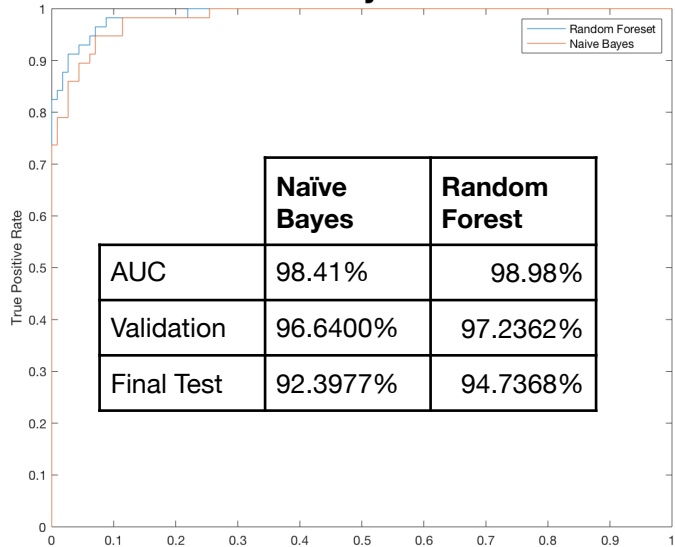 Random Foreset
Naive Bayes
1
0.9
0.8
0.7
0.6
0.5
0.4
0.3
0.2
0.1
0
True Positive Rate
Naïve Bayes
Random Forest
AUC 98.41% 98.98%
Validation 96.6400% 97.2362%
Final Test 92.3977% 94.7368%
0 0.1 0.2 0.3 0.4 0.5 0.6 0.7 0.8 0.9 1